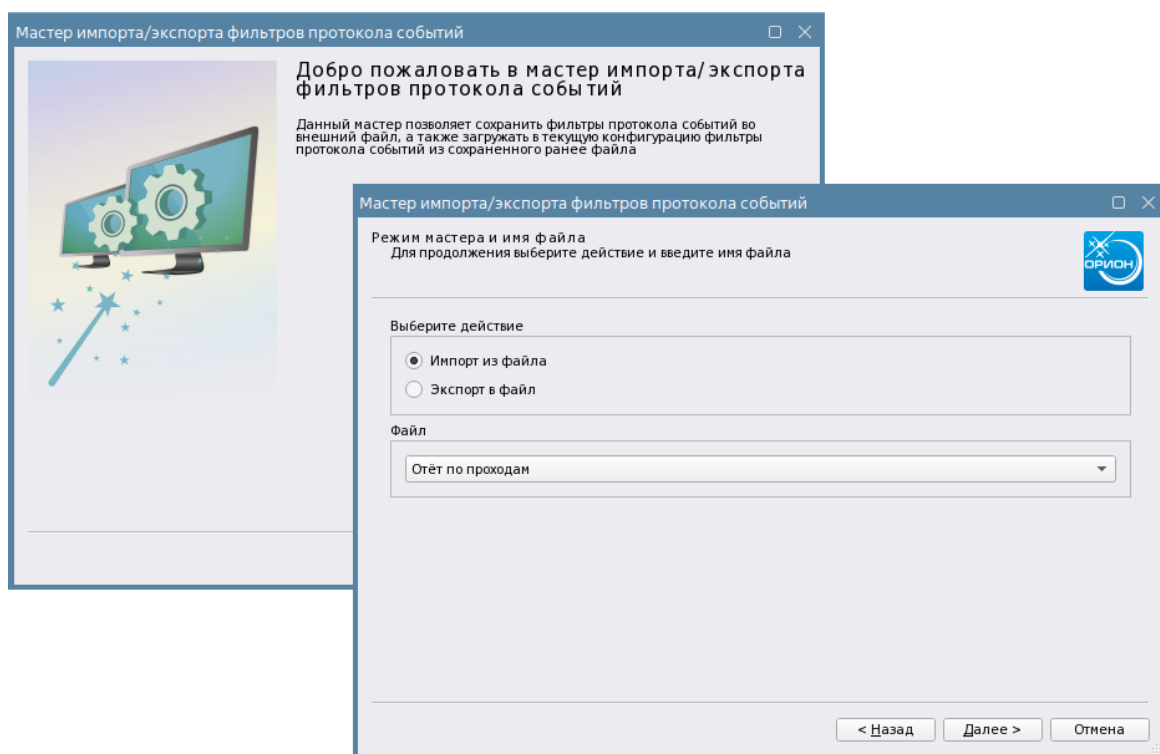 Мастер импорта/экспорта фильтров протокола событий
Добро пожаловать в мастер импорта/экспорта
фильтров протокола событий
Данный мастер позволяет сохранить фильтры протокола событий во
внешний файл, а также загружать в текущую конфигурацию фильтры
протокола событий из сохраненного ранее файла
Мастер импорта/экспорта фильтров протокола событий
Режим мастера и имя файла
Для продолжения выберите действие и введите имя файла
ОРИОН
Выберите действие
Импорт из файла
Экспорт в файл
Файл
Отёт по проходам
< Назад
Далее >
Отмена